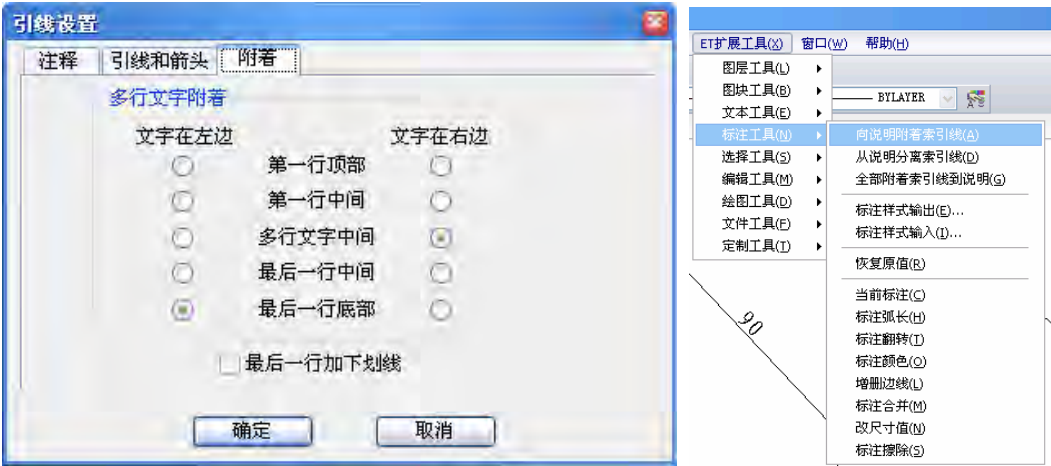 引线设置
注释 引线和箭头 附着
多行文字附着
文字在左边 文字在右边
第一行顶部
第一行中间
多行文字中间
最后一行中间
最后一行底部
最后一行加下划线
确定 取消
ET扩展工具(X) 窗口(W) 帮助(H)
图层工具(L)
图块工具(B)
文本工具(E)
标注工具(N)
选择工具(S)
编辑工具(M)
绘图工具(D)
文件工具(F)
定制工具(T)
BYLAYER
向说明附着索引线(A)
从说明分离索引线(D)
全部附着索引线到说明(G)
标注样式输出(E)...
标注样式输入(I)...
恢复原值(R)
当前标注(C)
标注弧长(H)
标注翻转(T)
标注颜色(O)
增删边线(L)
标注合并(M)
改尺寸值(N)
标注擦除(S)
90